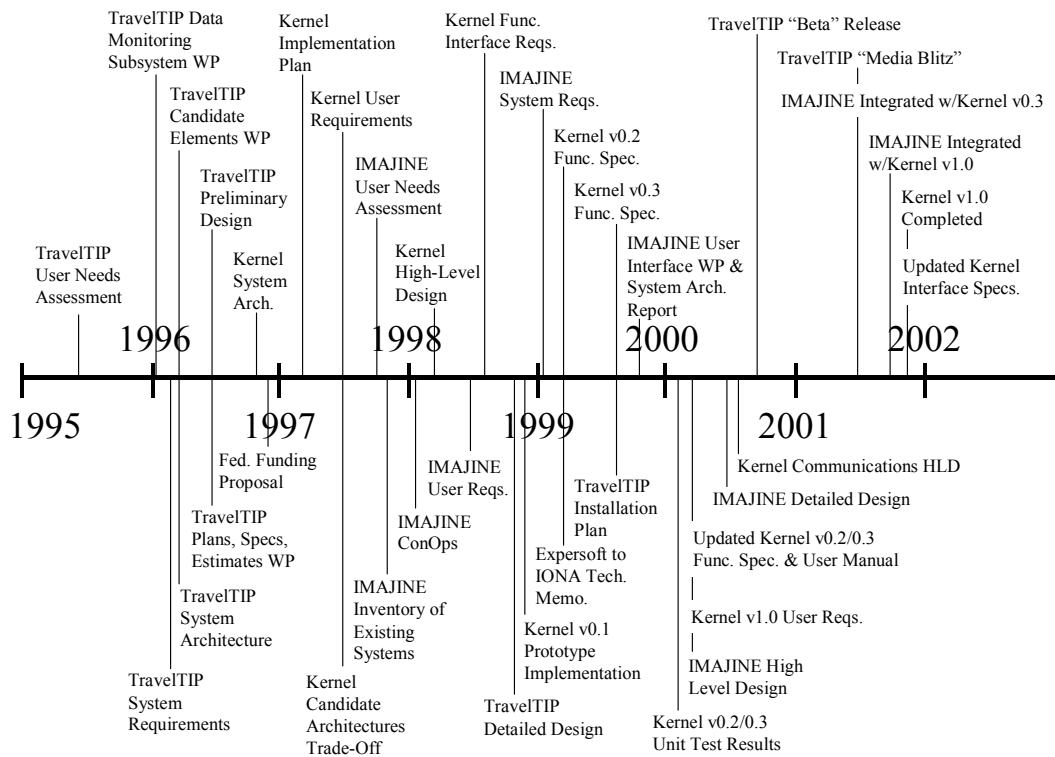 TravelTIP Data
Monitoring
Subsystem WP
TravelTIP
Candidate
Elements WP
TravelTIP
Preliminary
Design
TravelTIP
User Needs
Assessment
Kernel
System
Arch.
Kernel
Implementation
Plan
Kernel User
Requirements
IMAJINE
User Needs
Assessment
Kernel
High-Level
Design
Kernel Func.
Interface Reqs.
IMAJINE
System Reqs.
Kernel v0.2
Func. Spec.
Kernel v0.3
Func. Spec.
IMAJINE User
Interface WP &
System Arch.
Report
TravelTIP “Beta” Release
TravelTIP “Media Blitz”
IMAJINE Integrated w/Kernel v0.3
IMAJINE Integrated
w/Kernel v1.0
Kernel v1.0
Completed
Updated Kernel
Interface Specs.
1996
1998
2000
2002
1995
1997
1999
2001
Fed. Funding
Proposal
TravelTIP
Plans, Specs,
Estimates WP
TravelTIP
System
Architecture
TravelTIP
System
Requirements
IMAJINE
User Reqs.
IMAJINE
ConOps
IMAJINE
Inventory of
Existing
Systems
Kernel
Candidate
Architectures
Trade-Off
TravelTIP
Installation
Plan
Expersoft to
IONA Tech.
Memo.
Kernel v0.1
Prototype
Implementation
TravelTIP
Detailed Design
Kernel Communications HLD
IMAJINE Detailed Design
Updated Kernel v0.2/0.3
Func. Spec. & User Manual
Kernel v1.0 User Reqs.
IMAJINE High
Level Design
Kernel v0.2/0.3
Unit Test Results